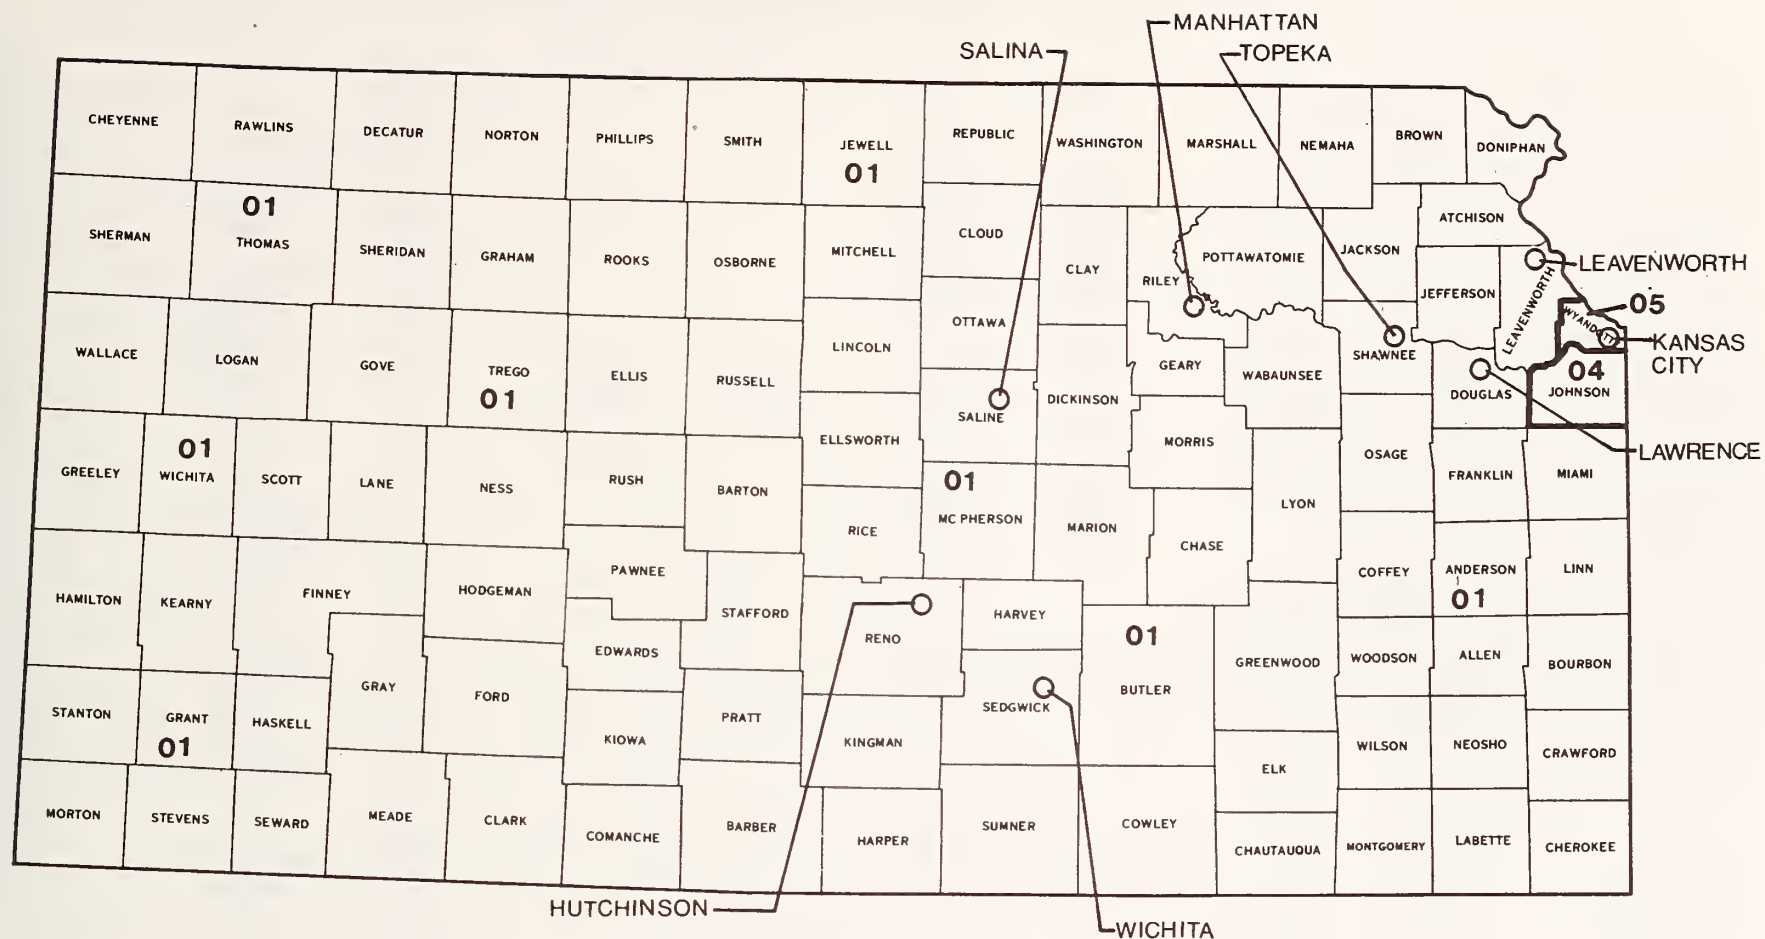 MANHATTAN
SALINA
TOPEKA
CHEYENNE
RAWLINS
DECATUR
NORTON
PHILLIPS
SMITH
JEWELL
01
REPUBLIC
WASHINGTON
MARSHALL
NEMAHA
BROWN
DONIPHAN
SHERMAN
01
THOMAS
SHERIDAN
GRAHAM
ROOKS
OSBORNE
MITCHELL
CLOUD
CLAY
RILEY
POTTAWATOMIE
JACKSON
ATCHISON
JEFFERSON
LEAVENWORTH
LEAVENWORTH
05
WYANDOTT
KANSAS
CITY
WALLACE
LOGAN
GOVE
TREGO
01
ELLIS
RUSSELL
LINCOLN
OTTAWA
SALINE
DICKINSON
GEARY
WABAUNSEE
SHAWNEE
DOUGLAS
04
JOHNSON
LAWRENCE
GREELEY
01
WICHITA
SCOTT
LANE
NESS
RUSH
BARTON
ELLSWORTH
RICE
01
MC PHERSON
MARION
MORRIS
CHASE
LYON
OSAGE
FRANKLIN
MIAMI
HAMILTON
KEARNY
FINNEY
HODGEMAN
PAWNEE
STAFFORD
EDWARDS
RENO
HARVEY
01
BUTLER
GREENWOOD
COFFEY
ANDERSON
01
LINN
WOODSON
ALLEN
BOURBON
STANTON
GRANT
01
HASKELL
GRAY
FORD
KIOWA
PRATT
KINGMAN
SEDGWICK
ELK
WILSON
NEOSHO
CRAWFORD
MORTON
STEVENS
SEWARD
MEADE
CLARK
COMANCHE
BARBER
HARPER
SUMNER
COWLEY
CHAUTAUQUA
MONTGOMERY
LABETTE
CHEROKEE
HUTCHINSON
WICHITA